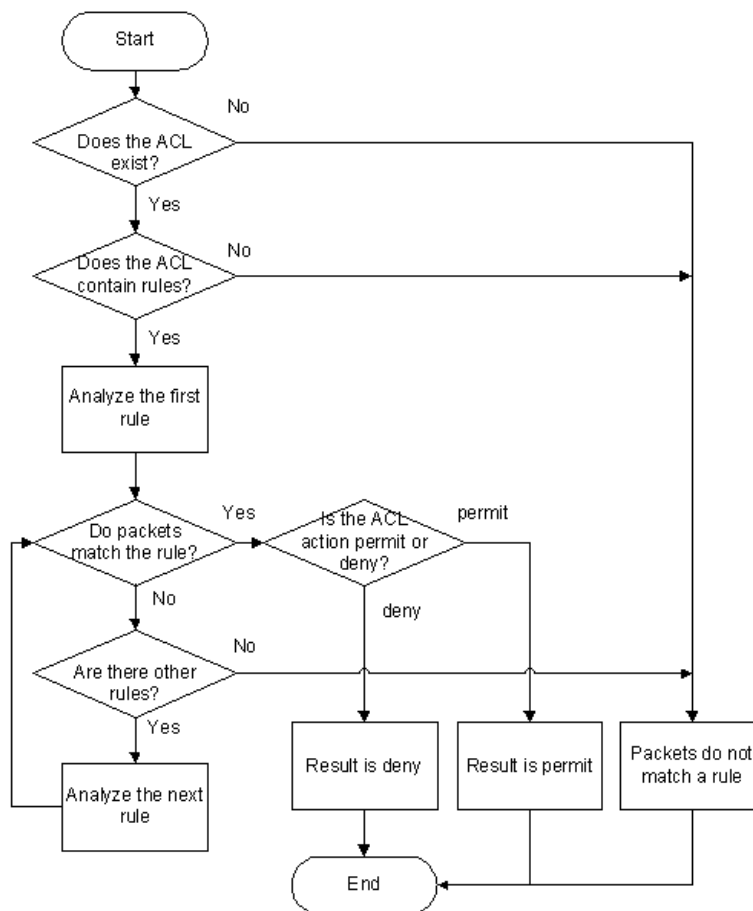 Start
No
Does the ACL
exist?
Yes
No
Does the ACL
contain rules?
Yes
Analyze the first
rule
Do packets
match the rule?
Yes
Is the ACL
action permit or
deny?
permit
No
deny
No
Are there other
rules?
Yes
Analyze the next
rule
Result is deny
Result is permit
Packets do not
match a rule
End